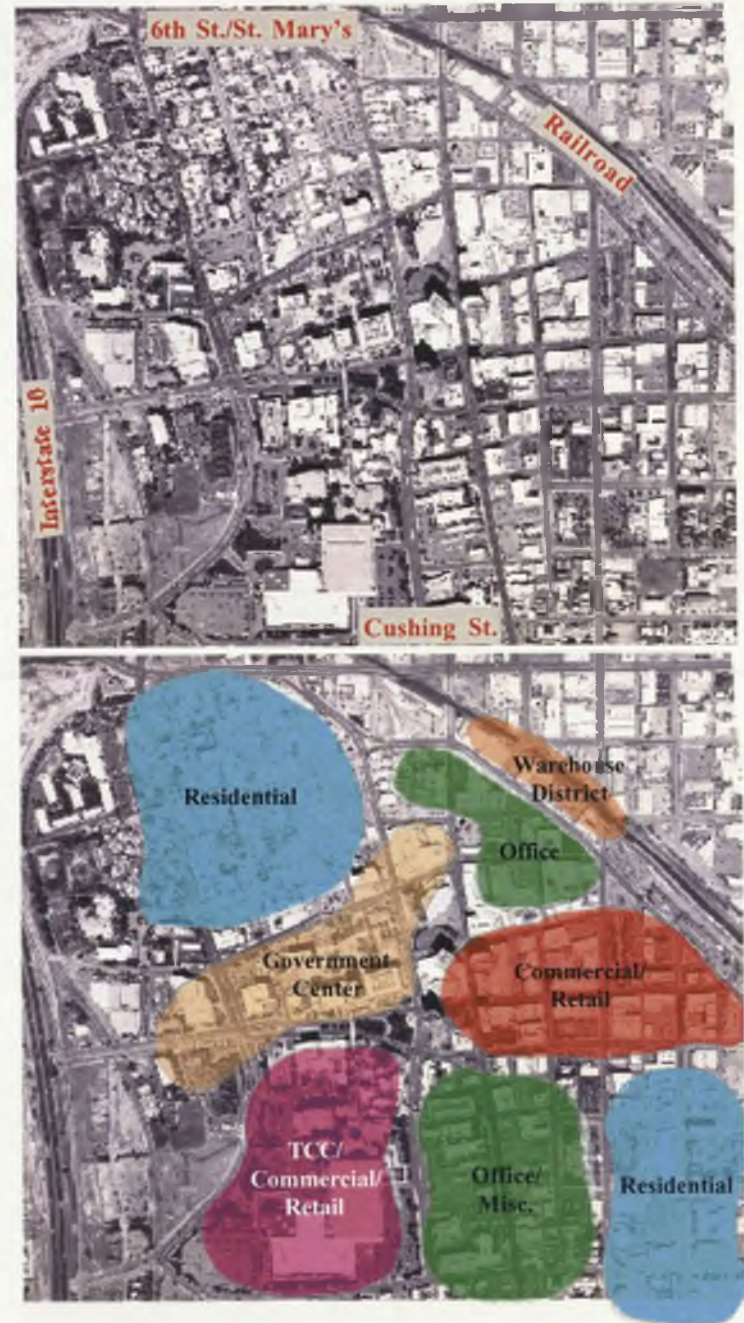 6th St./St. Mary's
Railroad
Interstate 10
Cushing St.
Residential
Warehouse
District
Office
Government
Center
Commercial/
Retail
TCC/
Commercial/
Retail
Office/
Misc.
Residential